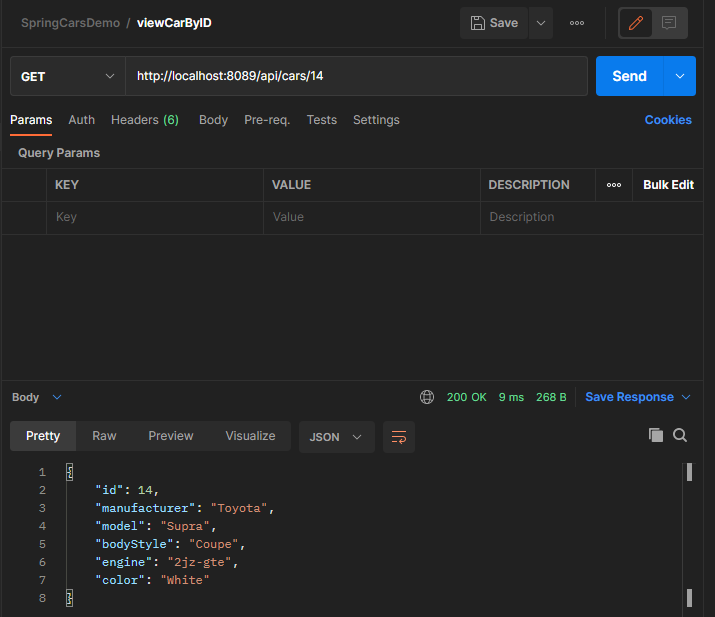 SpringCarsDemo / viewCarByID Save
GET http://localhost:8089/api/cars/14 Send
Params Auth Headers (6) Body Pre-req. Tests Settings Cookies
Query Params
KEY VALUE DESCRIPTION Bulk Edit
Key Value Description
Body 200 OK 9 ms 268 B Save Response
Pretty Raw Preview Visualize JSON
1 {
2 "id": 14,
3 "manufacturer": "Toyota",
4 "model": "Supra",
5 "bodyStyle": "Coupe",
6 "engine": "2jz-gte",
7 "color": "White"
8 }